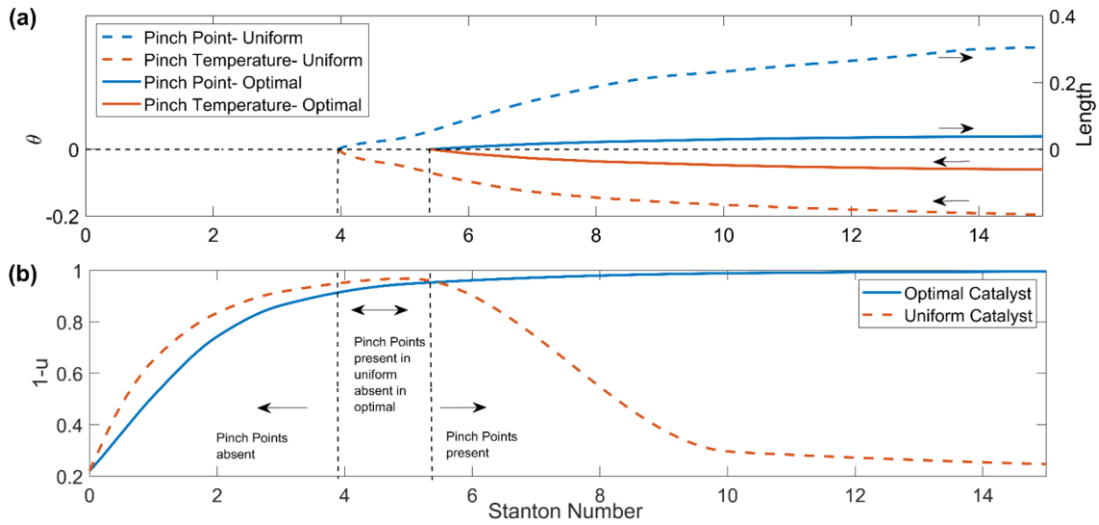 (a)
Pinch Point- Uniform
Pinch Temperature- Uniform
Pinch Point- Optimal
Pinch Temperature- Optimal
0.4
0.2
0
Length
θ
0
-0.2
0 2 4 6 8 10 12 14
(b)
1
0.8
0.6
0.4
0.2
1-u
Optimal Catalyst
Uniform Catalyst
Pinch Points
present in
uniform
absent in
optimal
Pinch Points
absent
Pinch Points
present
0 2 4 6 8 10 12 14
Stanton Number